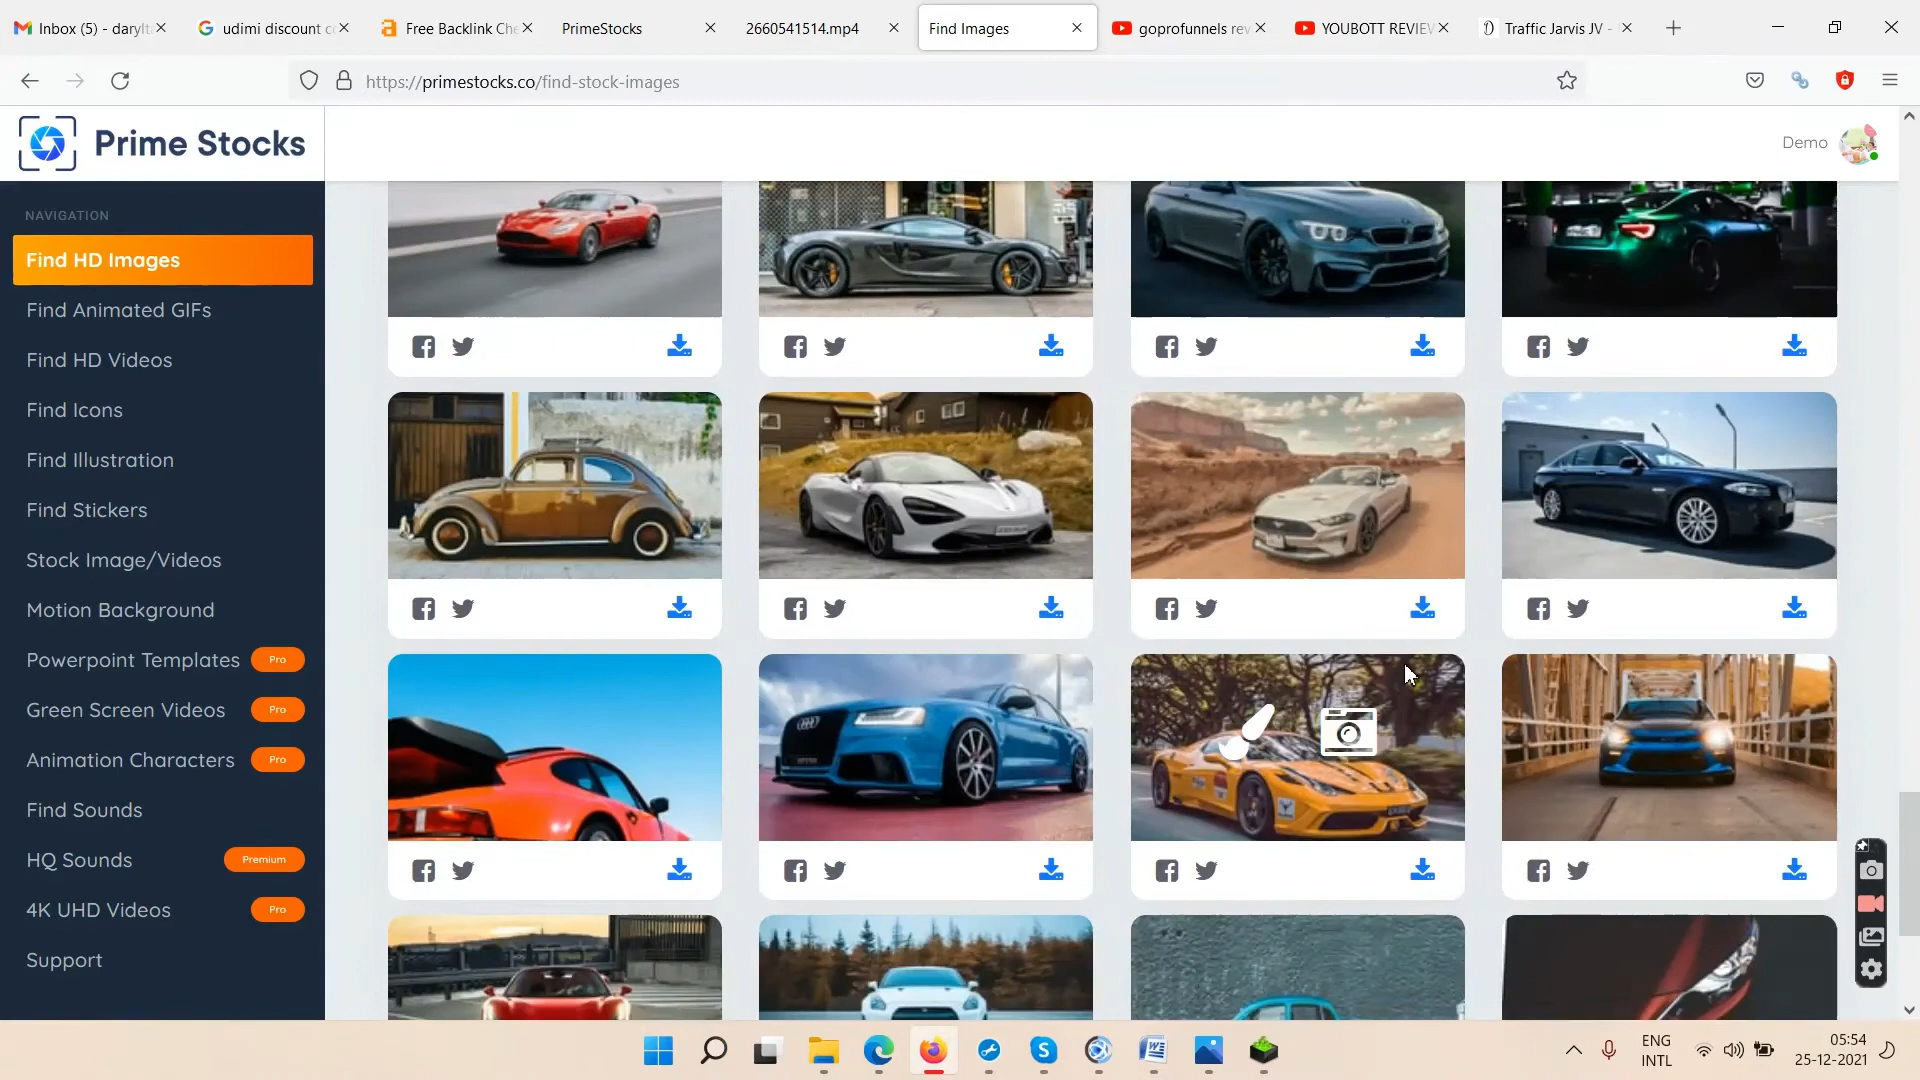 Inbox (5) - daryl
udimi discount c
Free Backlink Che
PrimeStocks
2660541514.mp4
Find Images
goprofunnels rev
YOUBOTT REVIEW
Traffic Jarvis JV -
https://primestocks.co/find-stock-images
Prime Stocks
Demo
NAVIGATION
Find HD Images
Find Animated GIFs
Find HD Videos
Find Icons
Find Illustration
Find Stickers
Stock Image/Videos
Motion Background
Powerpoint Templates Pro
Green Screen Videos Pro
Animation Characters Pro
Find Sounds
HQ Sounds Premium
4K UHD Videos Pro
Support
ENG
INTL
05:54
25-12-2021